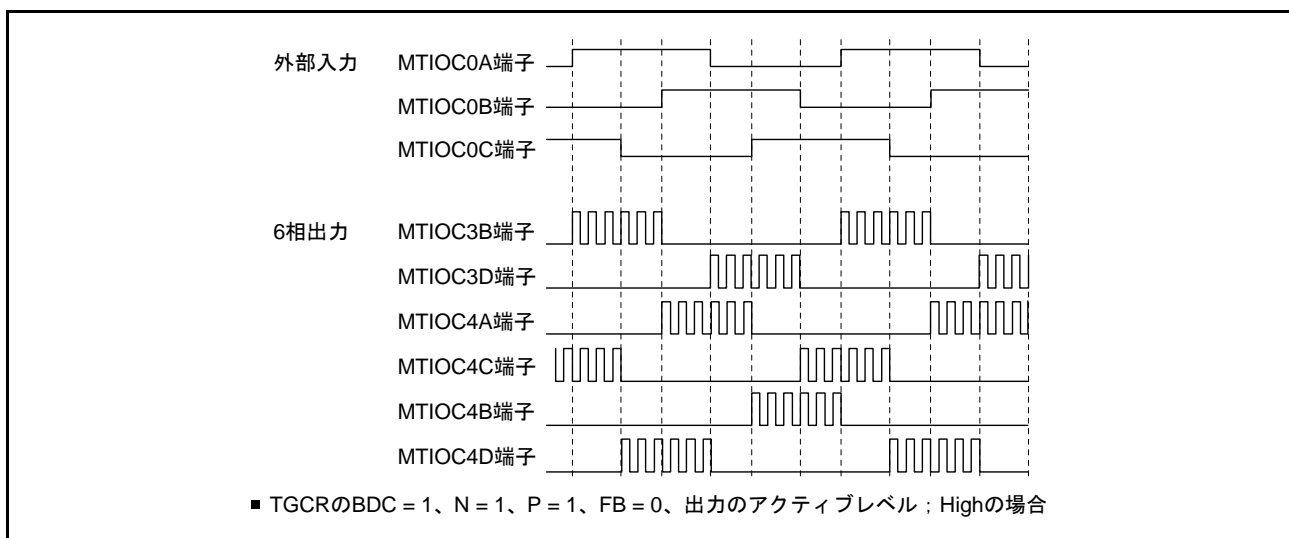 外部入力 MTIOC0A端子
MTIOC0B端子
MTIOC0C端子
6相出力 MTIOC3B端子
MTIOC3D端子
MTIOC4A端子
MTIOC4C端子
MTIOC4B端子
MTIOC4D端子
■ TGCRのBDC = 1、N = 1、P = 1、FB = 0、出力のアクティブレベル；Highの場合